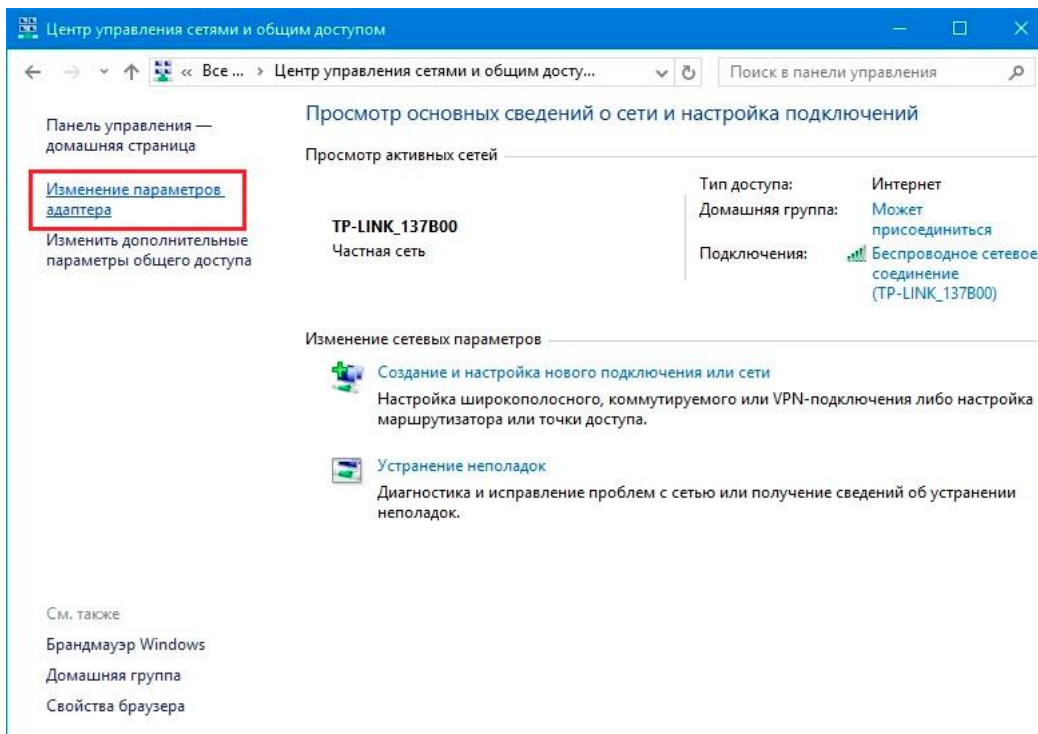 Центр управления сетями и общим доступом
« Все ... › Центр управления сетями и общим досту...
Поиск в панели управления
Панель управления —
домашняя страница
Изменение параметров
адаптера
Изменить дополнительные
параметры общего доступа
Просмотр основных сведений о сети и настройка подключений
Просмотр активных сетей
TP-LINK_137B00
Частная сеть
Тип доступа: Интернет
Домашняя группа: Может
присоединиться
Подключения: Беспроводное сетевое
соединение
(TP-LINK_137B00)
Изменение сетевых параметров
Создание и настройка нового подключения или сети
Настройка широкополосного, коммутируемого или VPN-подключения либо настройка
маршрутизатора или точки доступа.
Устранение неполадок
Диагностика и исправление проблем с сетью или получение сведений об устранении
неполадок.
См. также
Брандмауэр Windows
Домашняя группа
Свойства браузера